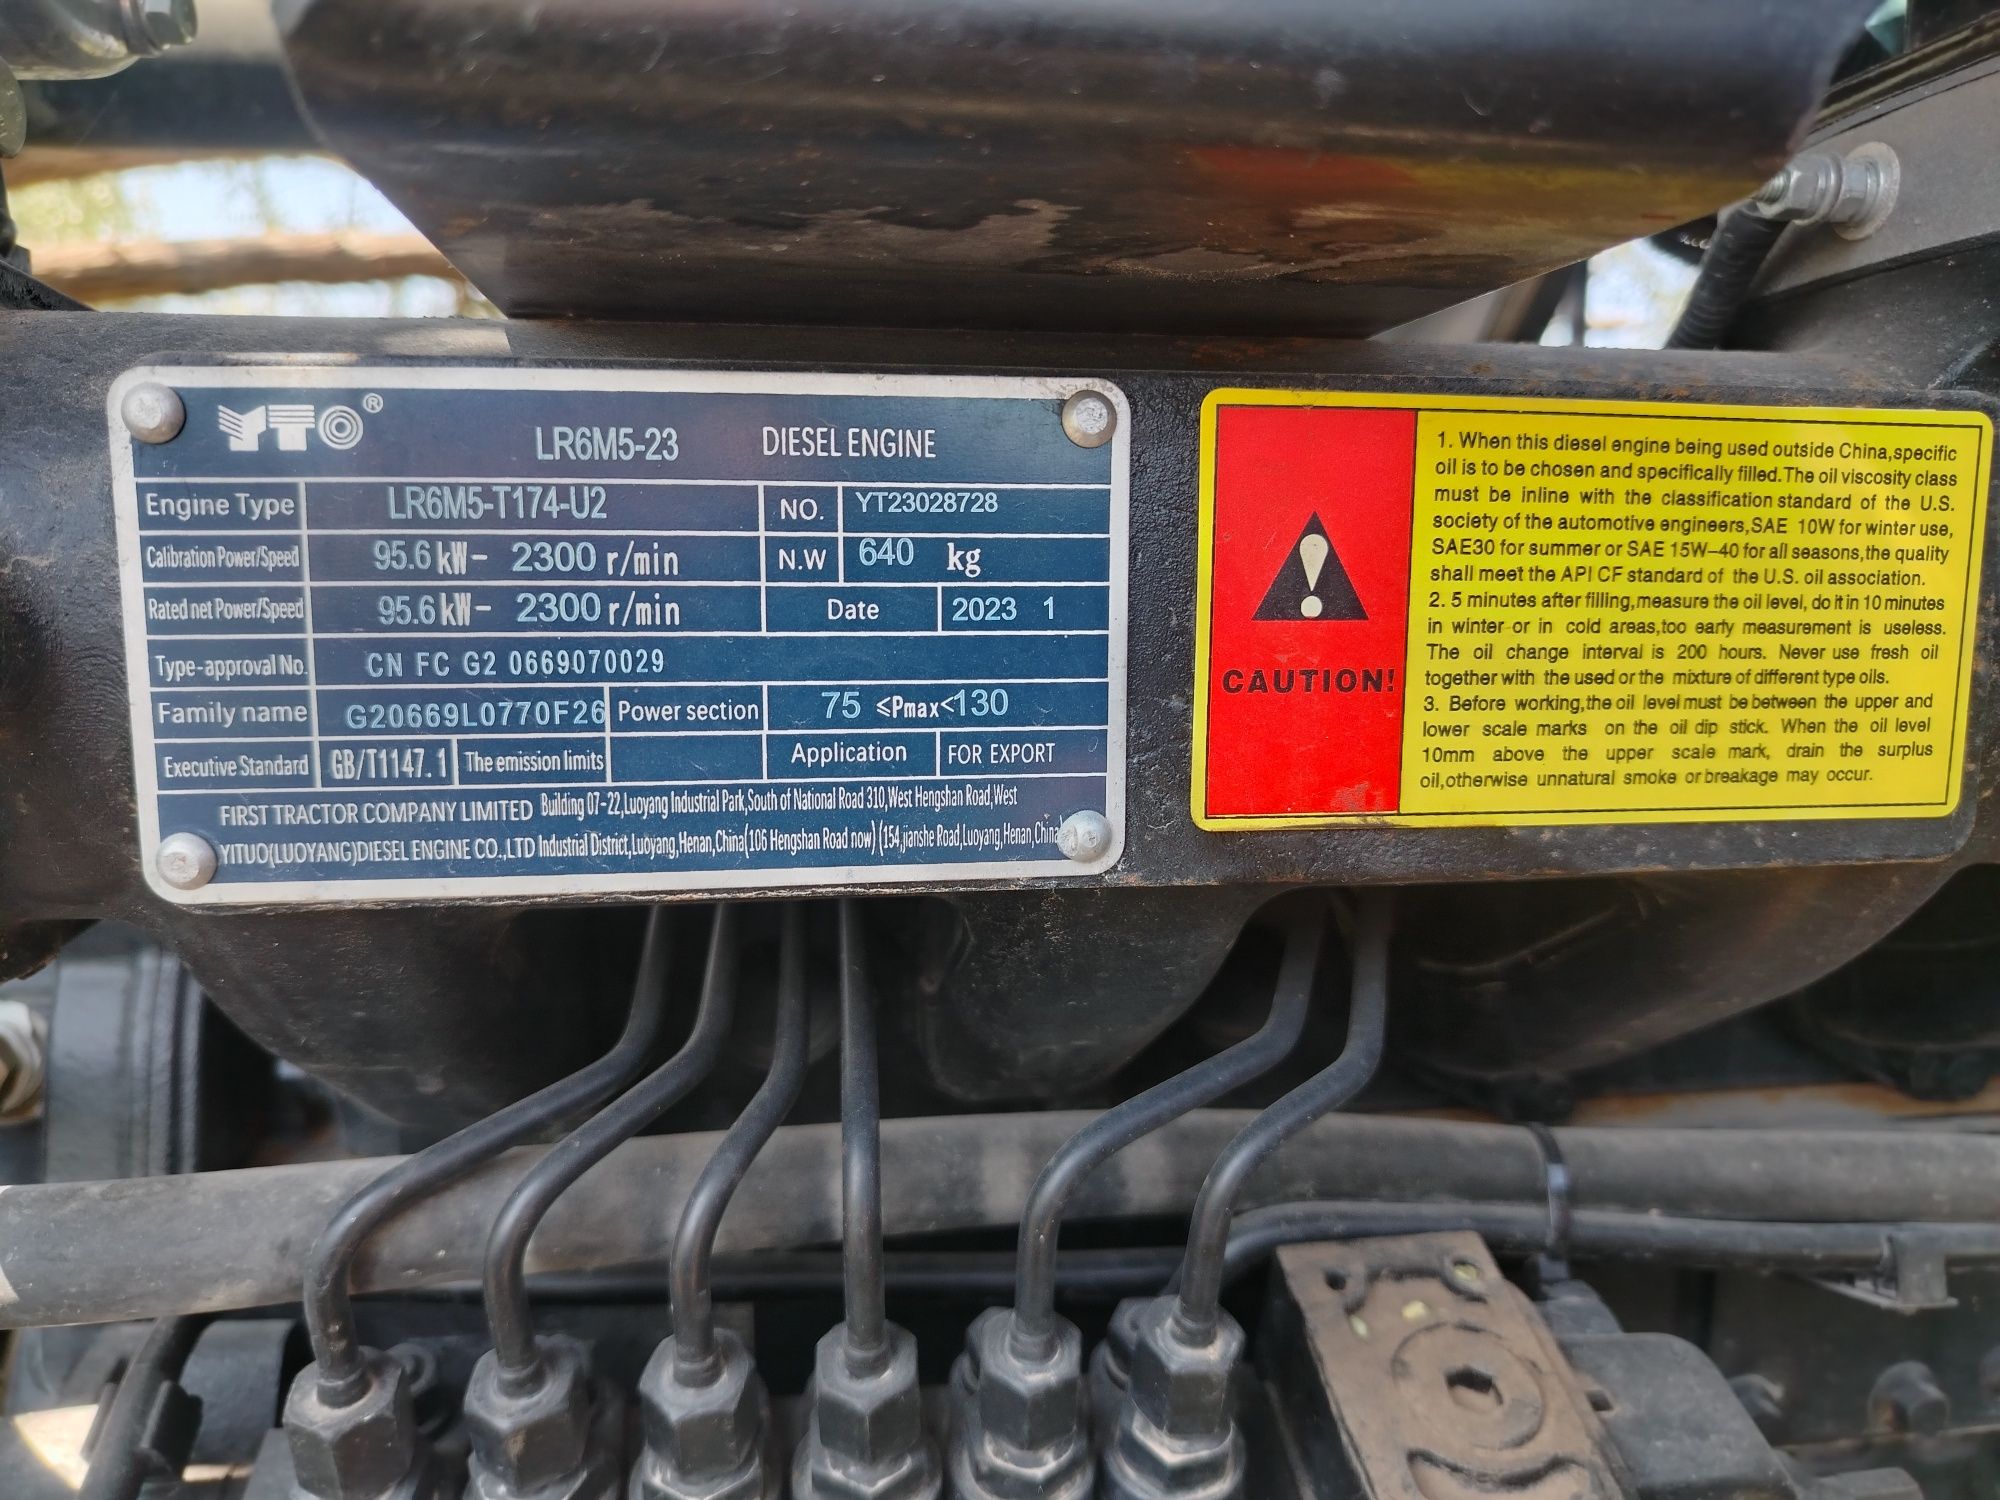 YTO®
LR6M5-23 DIESEL ENGINE
Engine Type LR6M5-T174-U2 NO. YT23028728
Calibration Power/Speed 95.6 kW- 2300 r/min N.W 640 kg
Rated net Power/Speed 95.6 kW- 2300 r/min Date 2023 1
Type-approval No. CN FC G2 0669070029
Family name G20669L0770F26 Power section 75 ≤Pmax<130
Executive Standard GB/T1147.1 The emission limits Application FOR EXPORT
FIRST TRACTOR COMPANY LIMITED Building 07-22,Luoyang Industrial Park,South of National Road 310,West Hengshan Road,West
YITUO(LUOYANG)DIESEL ENGINE CO.,LTD Industrial District,Luoyang,Henan,China(106 Hengshan Road now) (154,jianshe Road,Luoyang,Henan,China)
CAUTION!
1. When this diesel engine being used outside China,specific
oil is to be chosen and specifically filled.The oil viscosity class
must be inline with the classification standard of the U.S.
society of the automotive engineers,SAE 10W for winter use,
SAE30 for summer or SAE 15W-40 for all seasons,the quality
shall meet the API CF standard of the U.S. oil association.
2. 5 minutes after filling,measure the oil level, do it in 10 minutes
in winter or in cold areas,too early measurement is useless.
The oil change interval is 200 hours. Never use fresh oil
together with the used or the mixture of different type oils.
3. Before working,the oil level must be between the upper and
lower scale marks on the oil dip stick. When the oil level
10mm above the upper scale mark, drain the surplus
oil,otherwise unnatural smoke or breakage may occur.